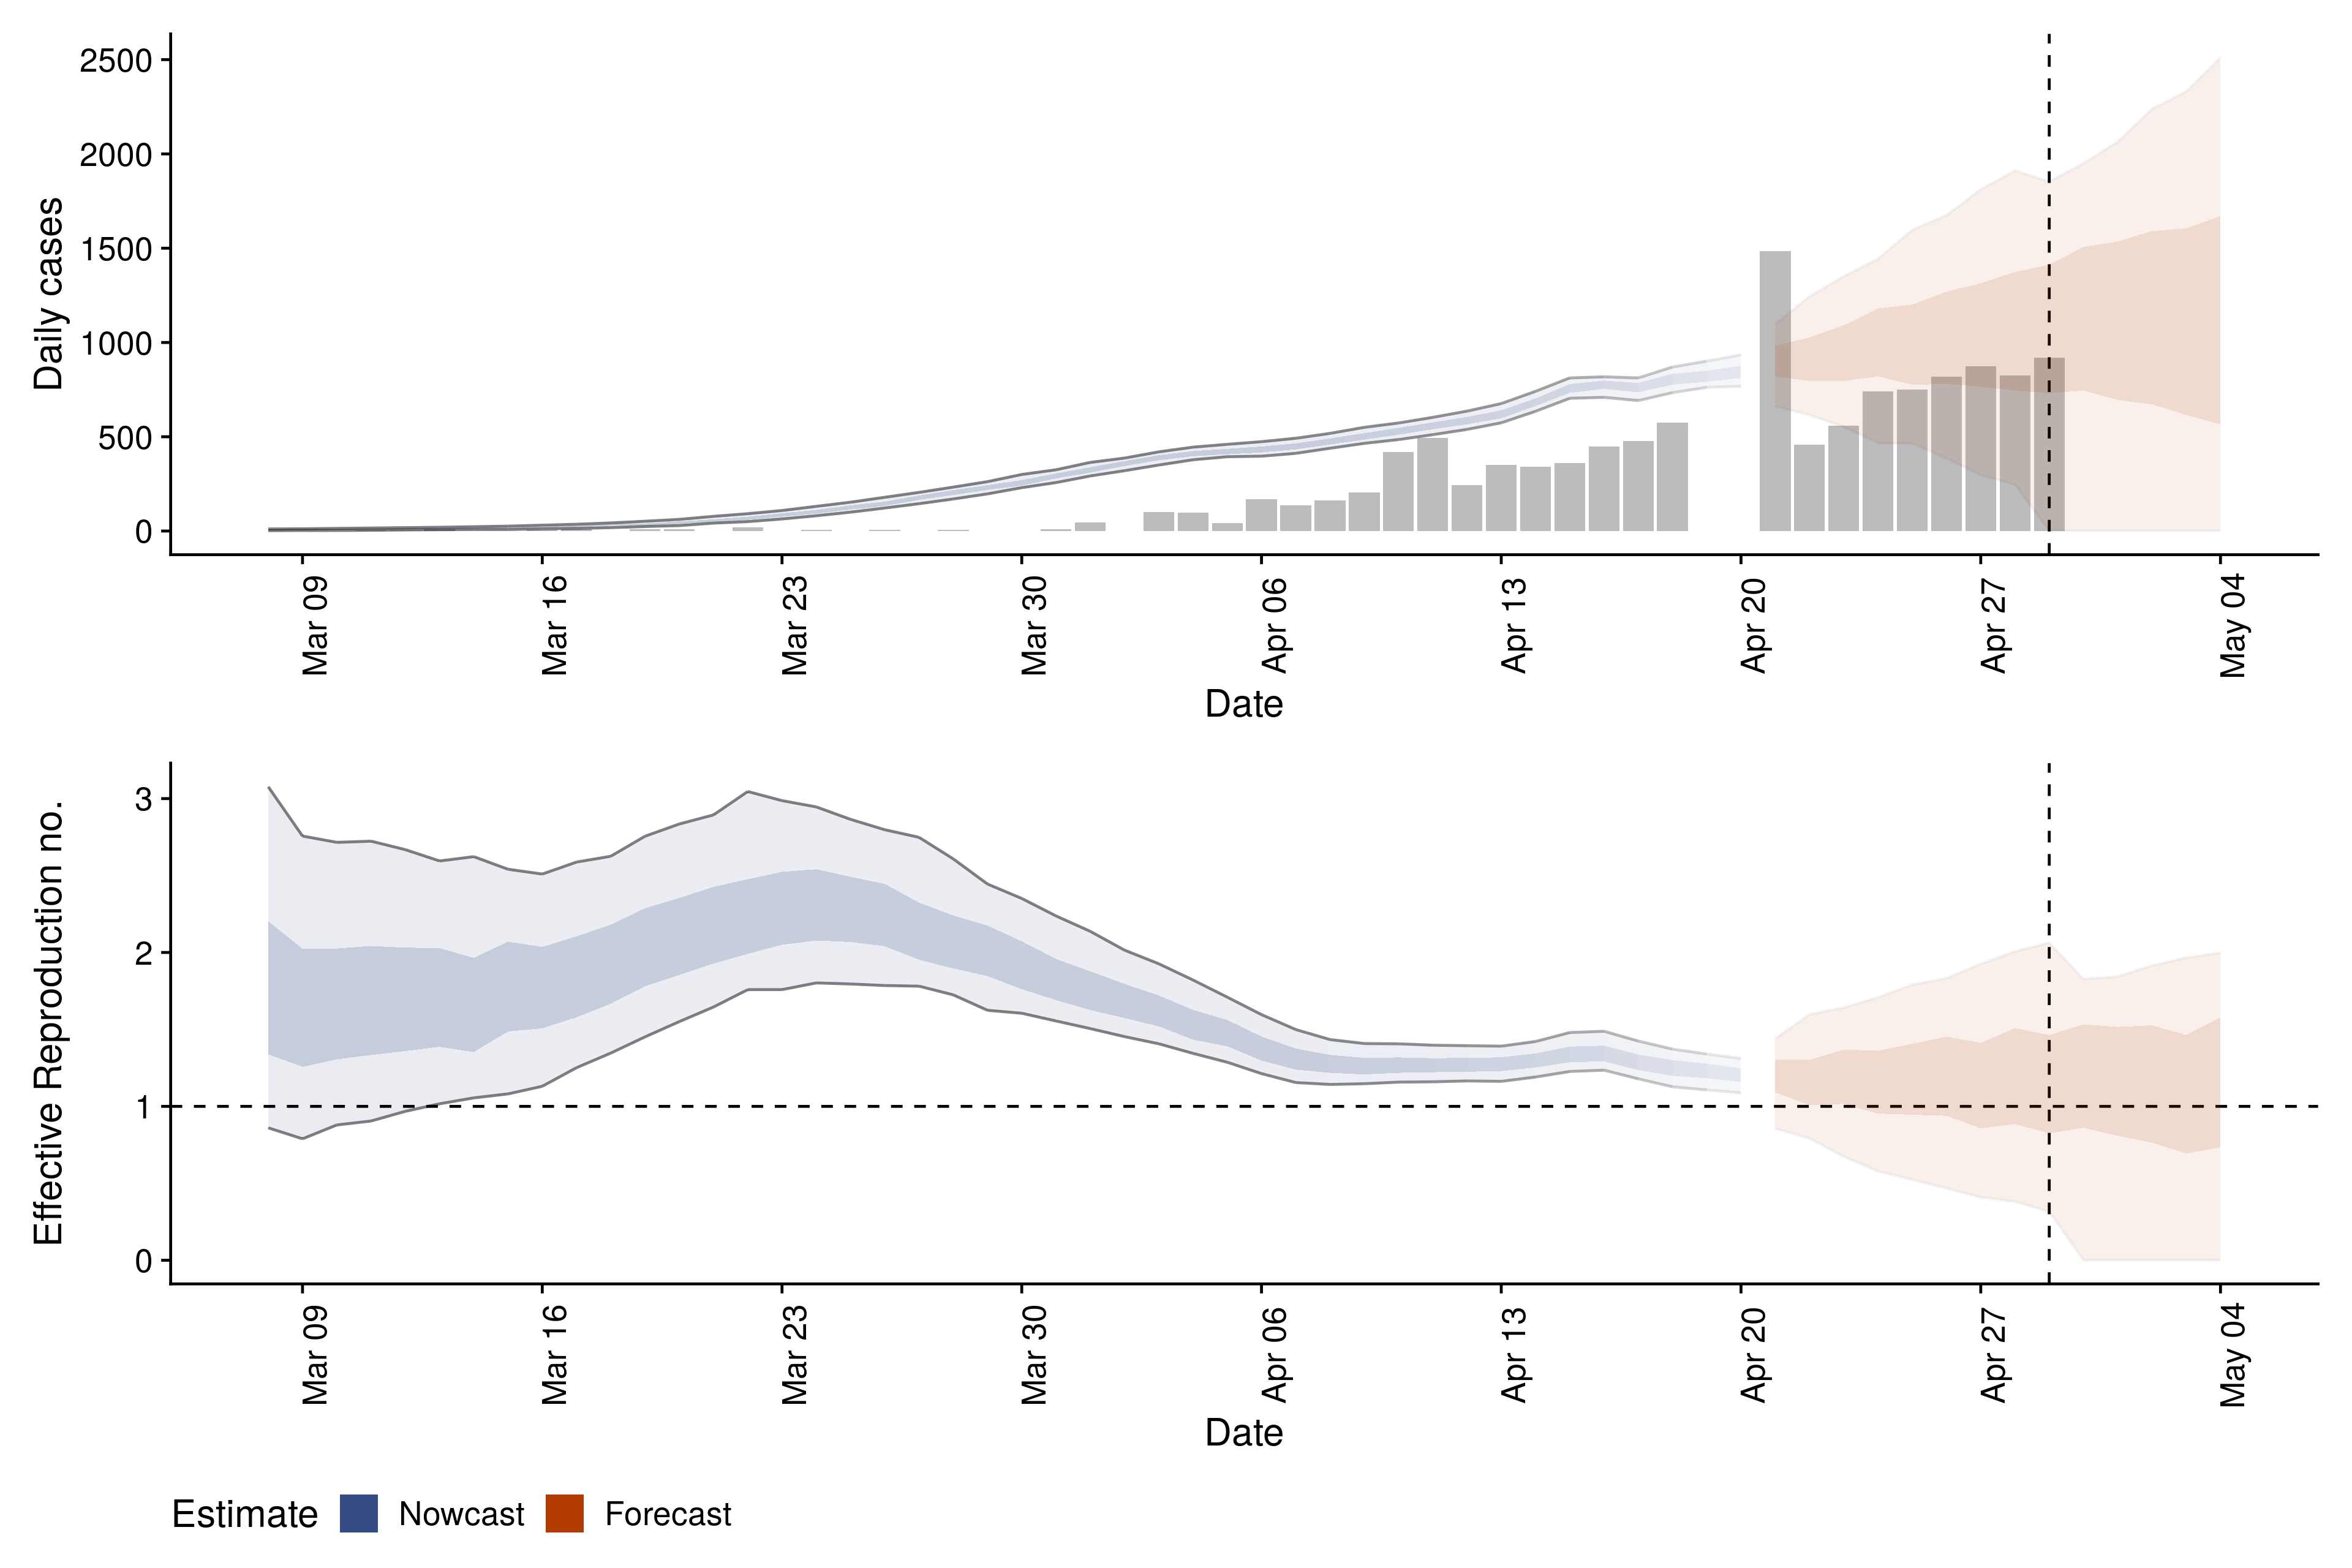 Daily cases
2500
2000
1500
1000
500
0
Mar 09
Mar 16
Mar 23
Mar 30
Apr 06
Apr 13
Apr 20
Apr 27
May 04
Date
Effective Reproduction no.
3
2
1
0
Mar 09
Mar 16
Mar 23
Mar 30
Apr 06
Apr 13
Apr 20
Apr 27
May 04
Date
Estimate Nowcast Forecast